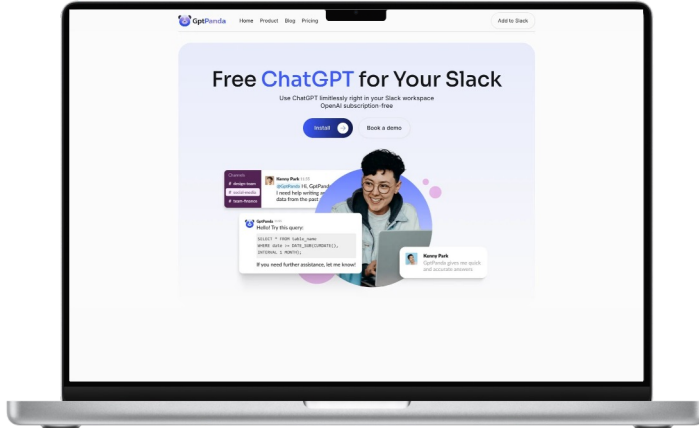 GptPanda
Home Product Blog Pricing
Add to Slack
Free ChatGPT for Your Slack
Use ChatGPT limitlessly right in your Slack workspace
OpenAI subscription-free
Install
Book a demo
Channels
# design-team
# social-media
# team-finance
Kenny Park 11:55
@GptPanda Hi, GptPanda
I need help writing
data from the past
GptPanda
Hello! Try this query:
SELECT * FROM table_name
WHERE date >= DATE_SUB(CURDATE(),
INTERVAL 1 MONTH);
If you need further assistance, let me know!
Kenny Park
GptPanda gives me quick
and accurate answers